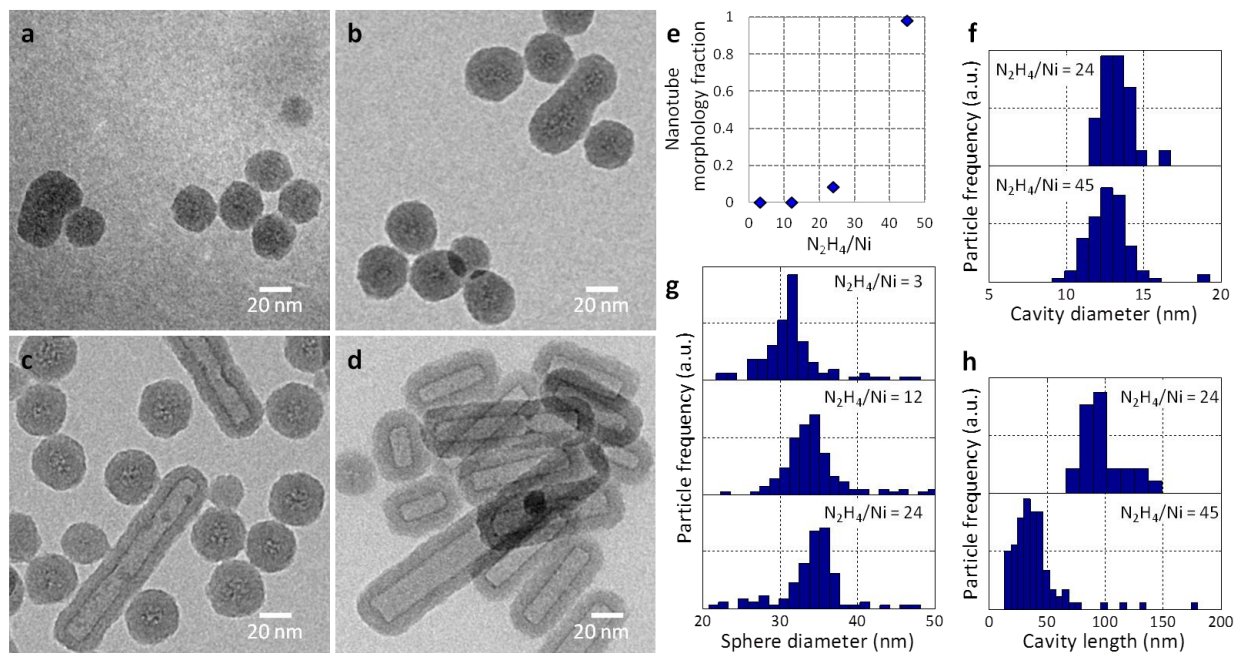 a
20 nm
b
20 nm
c
20 nm
d
20 nm
e
Nanotube
morphology fraction
1
0.8
0.6
0.4
0.2
0
0 10 20 30 40 50
N₂H₄/Ni
f
Particle frequency (a.u.)
N₂H₄/Ni = 24
N₂H₄/Ni = 45
5 10 15 20
Cavity diameter (nm)
g
Particle frequency (a.u.)
N₂H₄/Ni = 3
N₂H₄/Ni = 12
N₂H₄/Ni = 24
20 30 40 50
Sphere diameter (nm)
h
Particle frequency (a.u.)
N₂H₄/Ni = 24
N₂H₄/Ni = 45
0 50 100 150 200
Cavity length (nm)